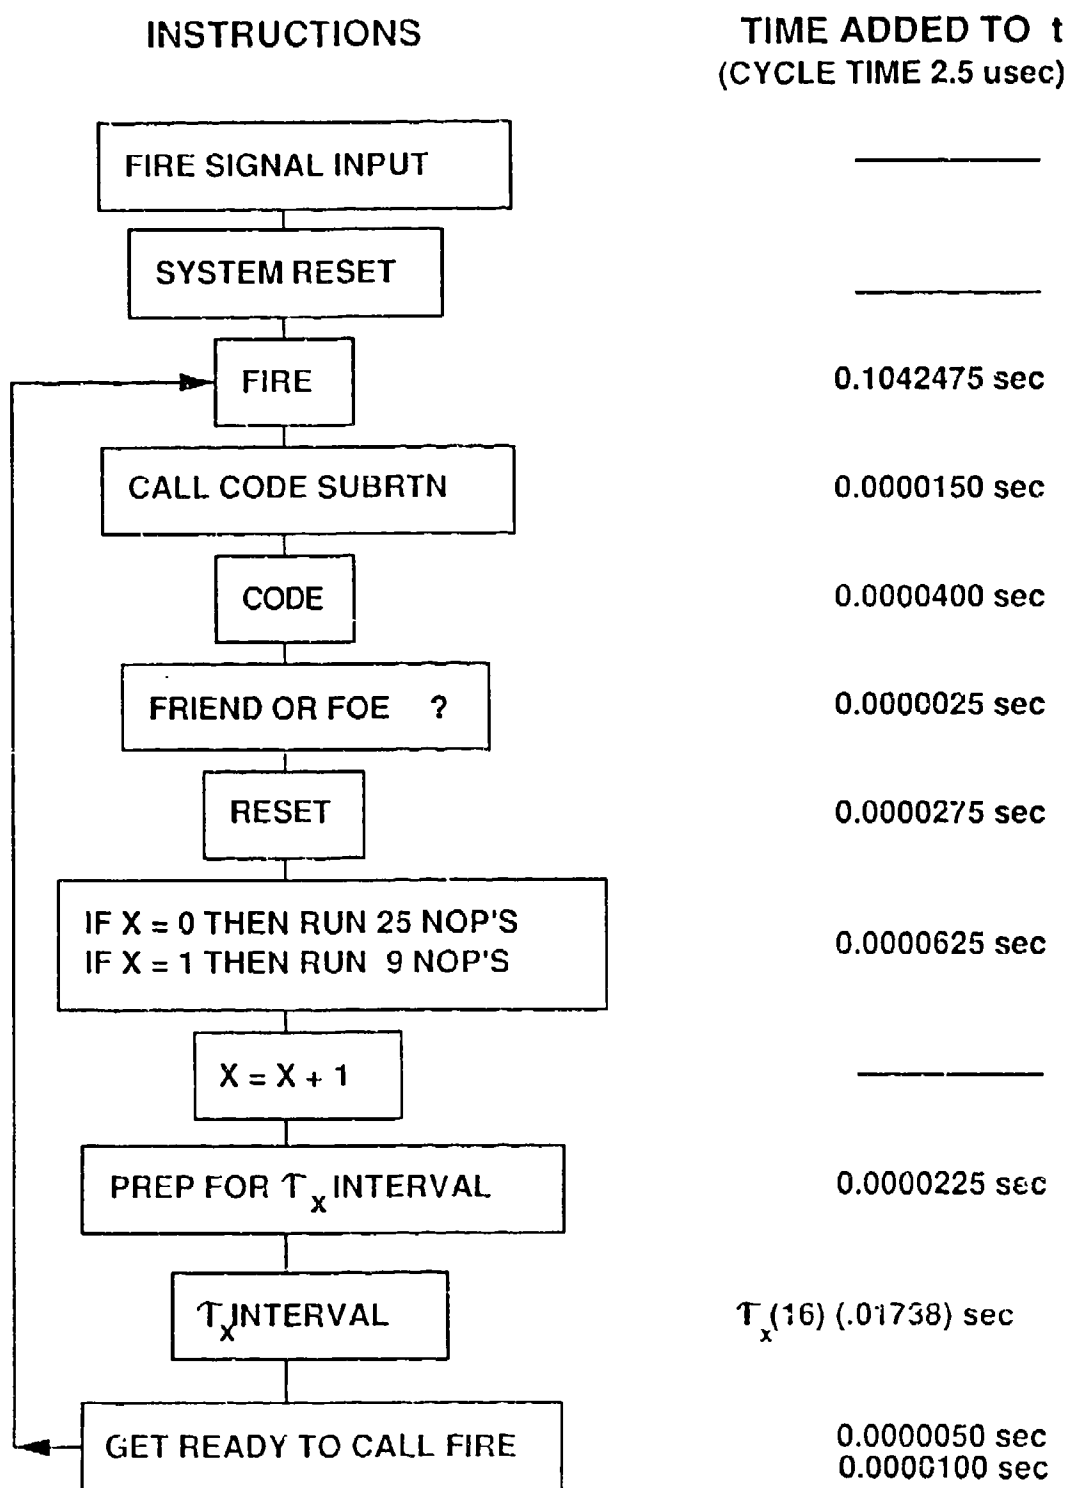 INSTRUCTIONS
TIME ADDED TO t
(CYCLE TIME 2.5 usec)
FIRE SIGNAL INPUT
SYSTEM RESET
FIRE
0.1042475 sec
CALL CODE SUBRTN
0.0000150 sec
CODE
0.0000400 sec
FRIEND OR FOE ?
0.0000025 sec
RESET
0.0000275 sec
IF X = 0 THEN RUN 25 NOP'S
IF X = 1 THEN RUN 9 NOP'S
0.0000625 sec
X = X + 1
PREP FOR τx INTERVAL
0.0000225 sec
τx INTERVAL
τx(16) (.01738) sec
GET READY TO CALL FIRE
0.0000050 sec
0.0000100 sec